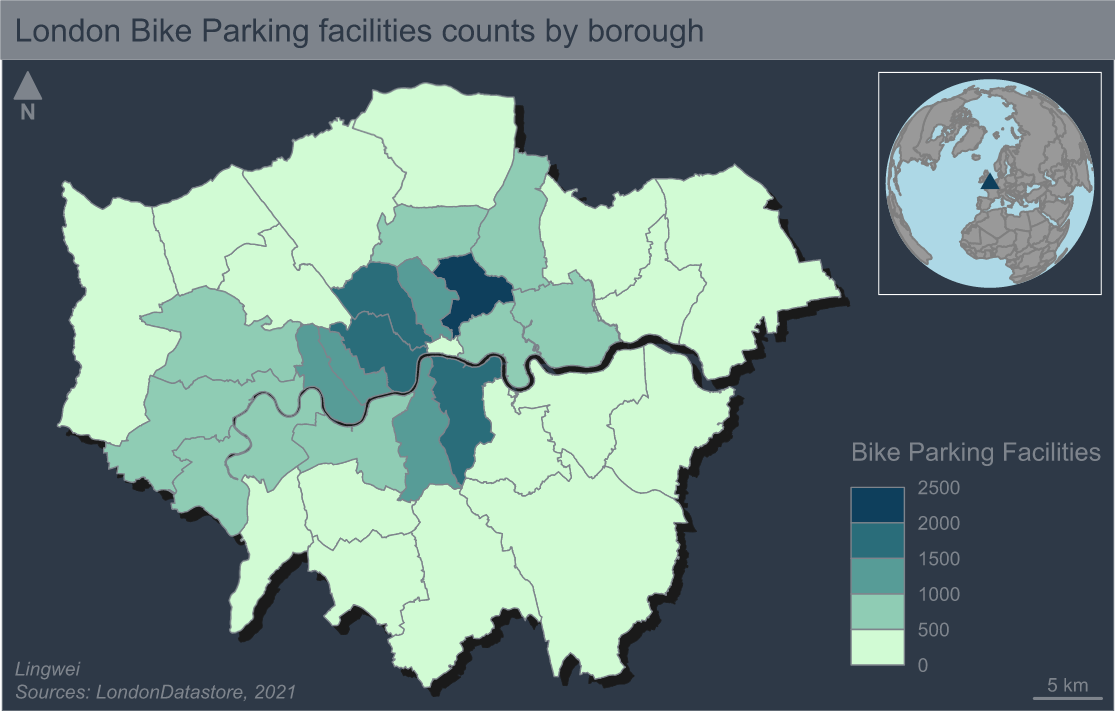 London Bike Parking facilities counts by borough
N
Bike Parking Facilities
2500
2000
1500
1000
500
0
Lingwei
Sources: LondonDatastore, 2021
5 km